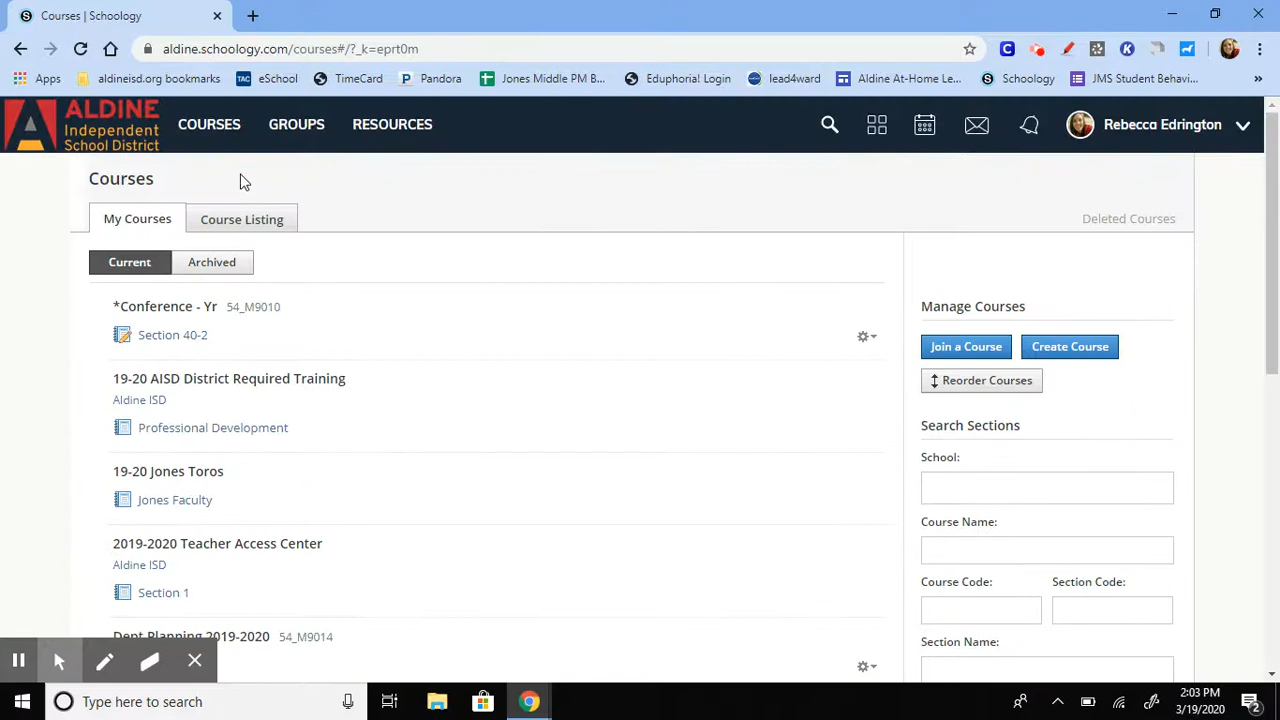 Courses | Schoology
aldine.schoology.com/courses#/?_k=eprt0m
Apps
aldineisd.org bookmarks
TAC
eSchool
TimeCard
Pandora
Jones Middle PM B...
Eduphoria! Login
lead4ward
Aldine At-Home Le...
Schoology
JMS Student Behavi...
ALDINE
Independent
School District
COURSES
GROUPS
RESOURCES
Rebecca Edrington
Courses
My Courses
Course Listing
Deleted Courses
Current
Archived
*Conference - Yr 54_M9010
Section 40-2
19-20 AISD District Required Training
Aldine ISD
Professional Development
19-20 Jones Toros
Jones Faculty
2019-2020 Teacher Access Center
Aldine ISD
Section 1
Dept Planning 2019-2020 54_M9014
Manage Courses
Join a Course
Create Course
Reorder Courses
Search Sections
School:
Course Name:
Course Code:
Section Code:
Section Name:
Type here to search
2:03 PM
3/19/2020
2